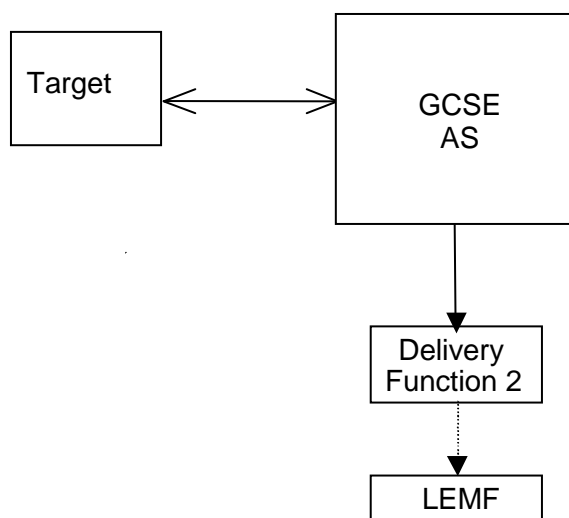 Target
GCSE
AS
Delivery
Function 2
LEMF